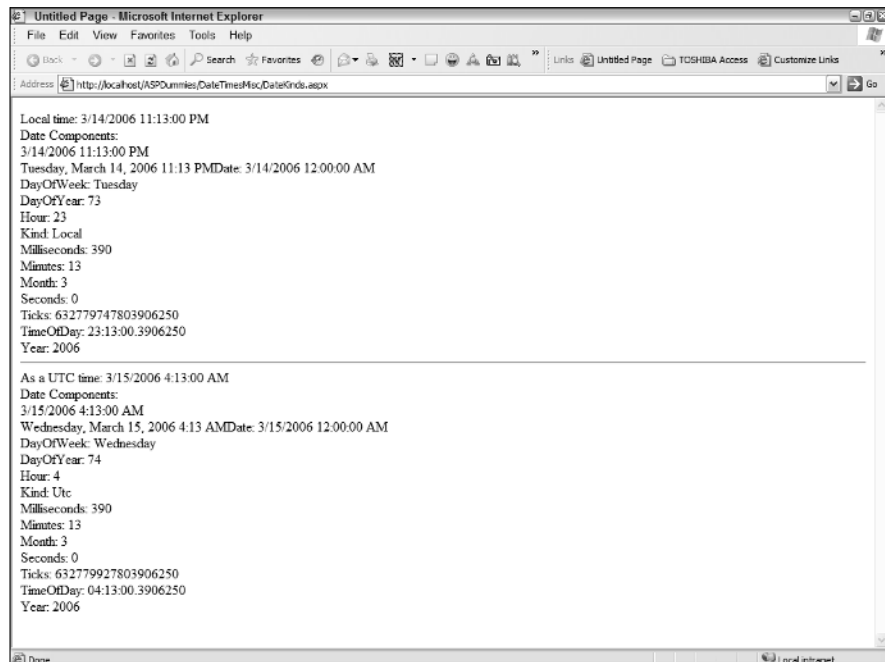 Untitled Page - Microsoft Internet Explorer
File Edit View Favorites Tools Help
Back Search Favorites » Links Untitled Page TOSHIBA Access Customize Links »
Address http://localhost/ASPDummies/DateTimesMisc/DateKinds.aspx Go
Local time: 3/14/2006 11:13:00 PM
Date Components:
3/14/2006 11:13:00 PM
Tuesday, March 14, 2006 11:13 PMDate: 3/14/2006 12:00:00 AM
DayOfWeek: Tuesday
DayOfYear: 73
Hour: 23
Kind: Local
Milliseconds: 390
Minutes: 13
Month: 3
Seconds: 0
Ticks: 632779747803906250
TimeOfDay: 23:13:00.3906250
Year: 2006
As a UTC time: 3/15/2006 4:13:00 AM
Date Components:
3/15/2006 4:13:00 AM
Wednesday, March 15, 2006 4:13 AMDate: 3/15/2006 12:00:00 AM
DayOfWeek: Wednesday
DayOfYear: 74
Hour: 4
Kind: Utc
Milliseconds: 390
Minutes: 13
Month: 3
Seconds: 0
Ticks: 632779927803906250
TimeOfDay: 04:13:00.3906250
Year: 2006
Done Local intranet